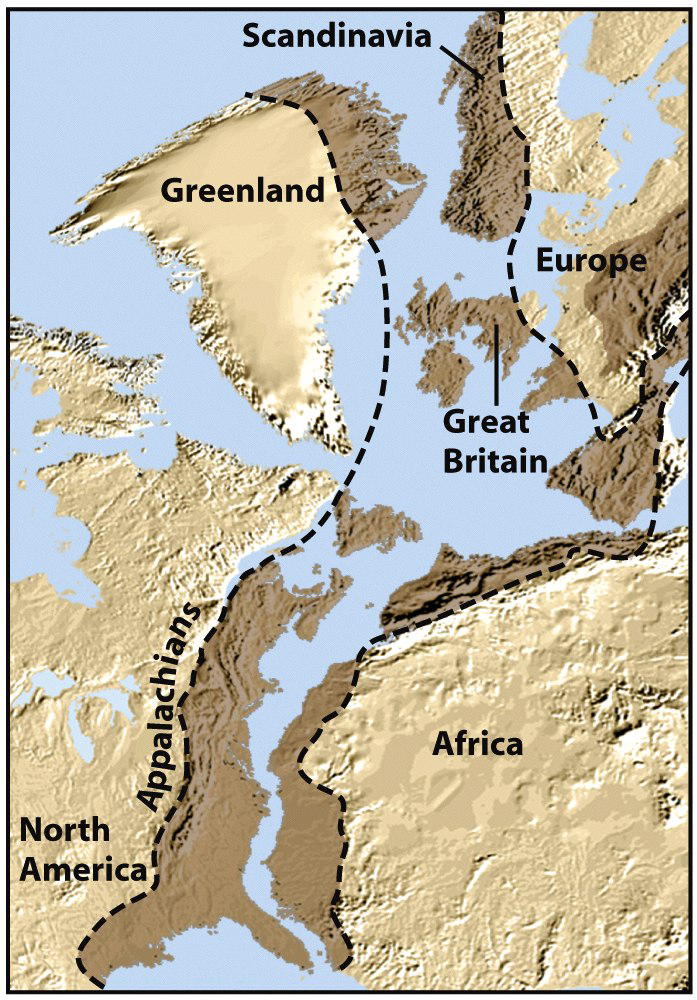 Scandinavia
Greenland
Europe
Great
Britain
Appalachians
Africa
North
America